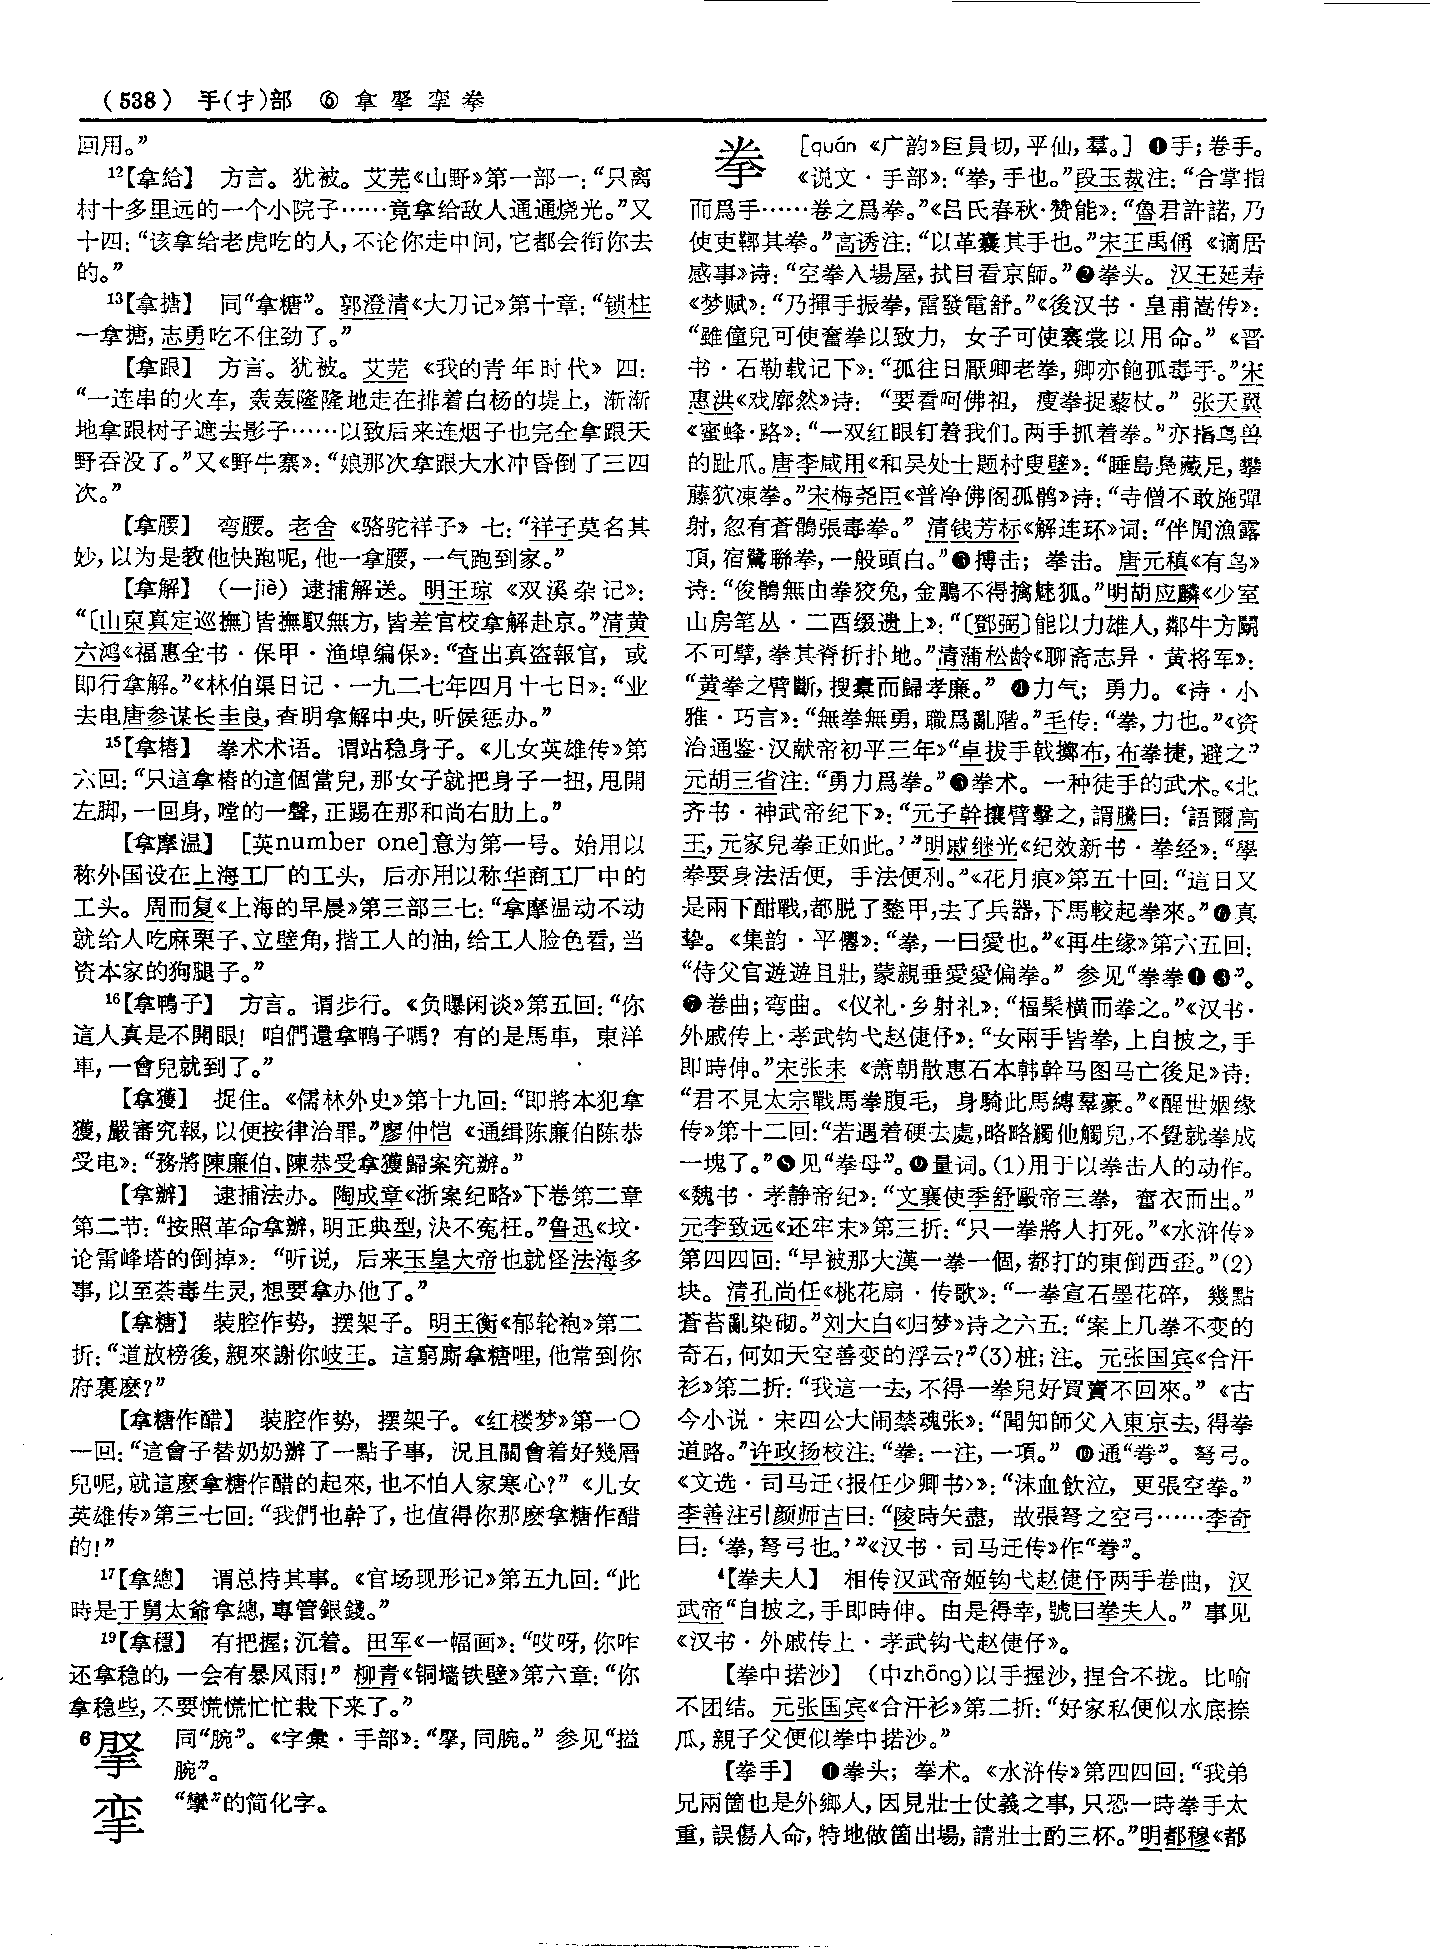 (538) 手(扌)部 ⑥ 拿 掔 挛 拳
回用。”
12【拿给】 方言。犹被。艾芜《山野》第一部一:“只离
村十多里远的一个小院子……竟拿给敌人通通烧光。”又
十四:“该拿给老虎吃的人,不论你走中间,它都会衔你去
的。”
13【拿搪】 同“拿糖”。郭澄清《大刀记》第十章:“锁柱
一拿搪,志勇吃不住劲了。”
【拿跟】 方言。犹被。艾芜《我的青年时代》四:
“一连串的火车,轰轰隆隆地走在排着白杨的堤上,渐渐
地拿跟树子遮去影子……以致后来连烟子也完全拿跟天
野吞没了。”又《野牛寨》:“娘那次拿跟大水冲昏倒了三四
次。”
【拿腰】 弯腰。老舍《骆驼祥子》七:“祥子莫名其
妙,以为是教他快跑呢,他一拿腰,一气跑到家。”
【拿解】 (—jiè)逮捕解送。明王琼《双溪杂记》:
“〔山東真定巡撫〕皆撫馭無方,皆差官校拿解赴京。”清黄
六鸿《福惠全书·保甲·渔埠编保》:“查出真盗報官,或
即行拿解。”《林伯渠日记·一九二七年四月十七日》:“业
去电唐参谋长圭良,查明拿解中央,听候惩办。”
15【拿樁】 拳术术语。谓站稳身子。《儿女英雄传》第
六回:“只這拿樁的這個當兒,那女子就把身子一扭,甩開
左脚,一回身,嘡的一聲,正踢在那和尚右肋上。”
【拿摩温】 [英number one]意为第一号。始用以
称外国设在上海工厂的工头,后亦用以称华商工厂中的
工头。周而复《上海的早晨》第三部三七:“拿摩温动不动
就给人吃麻栗子、立壁角,揩工人的油,给工人脸色看,当
资本家的狗腿子。”
16【拿鴨子】 方言。谓步行。《负曝闲谈》第五回:“你
這人真是不開眼!咱們還拿鴨子嗎?有的是馬車,東洋
車,一會兒就到了。”
【拿獲】 捉住。《儒林外史》第十九回:“即將本犯拿
獲,嚴審究報,以便按律治罪。”廖仲恺《通缉陈廉伯陈恭
受电》:“務將陳廉伯、陳恭受拿獲歸案究辦。”
【拿辦】 逮捕法办。陶成章《浙案纪略》下卷第二章
第二节:“按照革命拿辦,明正典型,決不寃枉。”鲁迅《坟·
论雷峰塔的倒掉》:“听说,后来玉皇大帝也就怪法海多
事,以至荼毒生灵,想要拿办他了。”
【拿糖】 装腔作势,摆架子。明王衡《郁轮袍》第二
折:“道放榜後,親來謝你岐王。這窮廝拿糖哩,他常到你
府裏麽?”
【拿糖作醋】 装腔作势,摆架子。《红楼梦》第一〇
一回:“這會子替奶奶辦了一點子事,況且關會着好幾層
兒呢,就這麽拿糖作醋的起來,也不怕人家寒心?”《儿女
英雄传》第三七回:“我們也幹了,也值得你那麽拿糖作醋
的!”
17【拿總】 谓总持其事。《官场现形记》第五九回:“此
時是于舅太爺拿總,專管銀錢。”
19【拿穩】 有把握;沉着。田军《一幅画》:“哎呀,你咋
还拿稳的,一会有暴风雨!”柳青《铜墙铁壁》第六章:“你
拿稳些,不要慌慌忙忙栽下来了。”
6 同“腕”。《字彙·手部》:“掔,同腕。”参见“搤
腕”。
挛 “攣”的简化字。
拳 [quán《广韵》巨員切,平仙,羣。] ❶手;卷手。
《说文·手部》:“拳,手也。”段玉裁注:“合掌指
而爲手……卷之爲拳。”《吕氏春秋·赞能》:“魯君許諾,乃
使吏鞹其拳。”高诱注:“以革囊其手也。”宋王禹偁《谪居
感事》诗:“空拳入場屋,拭目看京師。”❷拳头。汉王延寿
《梦赋》:“乃揮手振拳,雷發電舒。”《後汉书·皇甫嵩传》:
“雖僮兒可使奮拳以致力,女子可使褰裳以用命。”《晋
书·石勒载记下》:“孤往日厭卿老拳,卿亦飽孤毒手。”宋
惠洪《戏廓然》诗:“要看呵佛祖,瘦拳捉藜杖。”张天翼
《蜜蜂·路》:“一双红眼钉着我们。两手抓着拳。”亦指鸟兽
的趾爪。唐李咸用《和吴处士题村叟壁》:“睡島鳧藏足,攀
藤狖凍拳。”宋梅尧臣《普净佛阁孤鹘》诗:“寺僧不敢施彈
射,忽有蒼鶻張毒拳。”清钱芳标《解连环》词:“伴閒漁露
頂,宿鷺聯拳,一般頭白。”❸搏击;拳击。唐元稹《有鸟》
诗:“俊鶻無由拳狡兔,金鵰不得擒魅狐。”明胡应麟《少室
山房笔丛·二酉缀遗上》:“〔鄧弼〕能以力雄人,鄰牛方鬭
不可擘,拳其脊折扑地。”清蒲松龄《聊斋志异·黄将军》:
“黄拳之臂斷,搜橐而歸孝廉。”❹力气;勇力。《诗·小
雅·巧言》:“無拳無勇,職爲亂階。”毛传:“拳,力也。”《资
治通鉴·汉献帝初平三年》“卓拔手戟擲布,布拳捷,避之”
元胡三省注:“勇力爲拳。”❺拳术。一种徒手的武术。《北
齐书·神武帝纪下》:“元子幹攘臂擊之,謂騰曰:‘語爾高
王,元家兒拳正如此。’”明戚继光《纪效新书·拳经》:“學
拳要身法活便,手法便利。”《花月痕》第五十回:“這日又
是兩下酣戰,都脱了鍪甲,去了兵器,下馬較起拳來。”❻真
挚。《集韵·平僊》:“拳,一曰愛也。”《再生缘》第六五回:
“侍父官遊遊且壯,蒙親垂愛愛偏拳。”参见“拳拳❶❸”。
❼卷曲;弯曲。《仪礼·乡射礼》:“福髤横而拳之。”《汉书·
外戚传上·孝武钩弋赵倢伃》:“女兩手皆拳,上自披之,手
即時伸。”宋张耒《萧朝散惠石本韩幹马图马亡後足》诗:
“君不見太宗戰馬拳腹毛,身騎此馬縛羣豪。”《醒世姻缘
传》第十二回:“若遇着硬去處,略略觸他觸兒,不覺就拳成
一塊了。”❽见“拳母”。❾量词。(1)用于以拳击人的动作。
《魏书·孝静帝纪》:“文襄使季舒毆帝三拳,奮衣而出。”
元李致远《还牢末》第三折:“只一拳將人打死。”《水浒传》
第四四回:“早被那大漢一拳一個,都打的東倒西歪。”(2)
块。清孔尚任《桃花扇·传歌》:“一拳宣石墨花碎,幾點
蒼苔亂染砌。”刘大白《归梦》诗之六五:“案上几拳不变的
奇石,何如天空善变的浮云?”(3)桩;注。元张国宾《合汗
衫》第二折:“我這一去,不得一拳兒好買賣不回來。”《古
今小说·宋四公大闹禁魂张》:“聞知師父入東京去,得拳
道路。”许政扬校注:“拳:一注,一項。” ❿通“弮”。弩弓。
《文选·司马迁〈报任少卿书〉》:“沫血飲泣,更張空拳。”
李善注引颜师古曰:“陵時矢盡,故張弩之空弓……李奇
曰:‘拳,弩弓也。’”《汉书·司马迁传》作“弮”。
4【拳夫人】 相传汉武帝姬钩弋赵倢伃两手卷曲,汉
武帝“自披之,手即時伸。由是得幸,號曰拳夫人。”事见
《汉书·外戚传上·孝武钩弋赵倢伃》。
【拳中掿沙】 (中zhōng)以手握沙,捏合不拢。比喻
不团结。元张国宾《合汗衫》第二折:“好家私便似水底捺
瓜,親子父便似拳中掿沙。”
【拳手】 ❶拳头;拳术。《水浒传》第四四回:“我弟
兄兩箇也是外鄉人,因見壯士仗義之事,只恐一時拳手太
重,誤傷人命,特地做箇出場,請壯士酌三杯。”明都穆《都